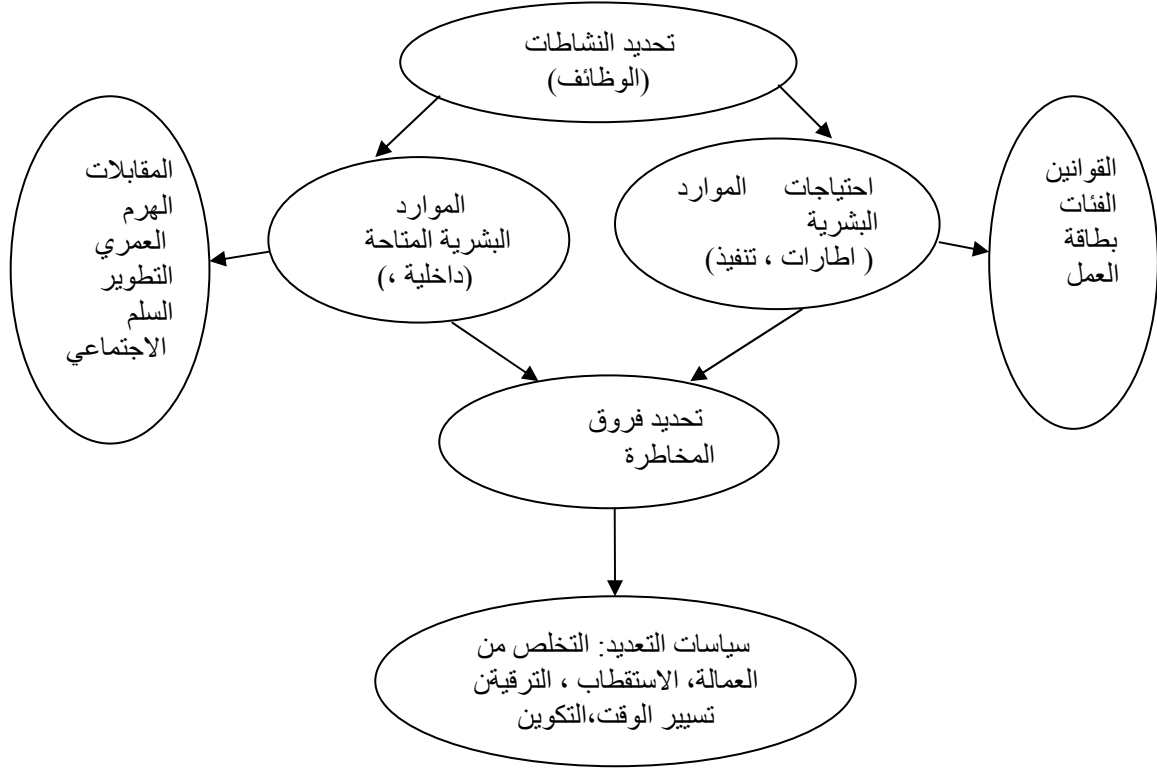 تحديد النشاطات
(الوظائف)
القوانين
الفئات
بطاقة
العمل
احتياجات الموارد
البشرية
( اطارات ، تنفيذ)
الموارد
البشرية المتاحة
(داخلية ،)
المقابلات
الهرم
العمري
التطوير
السلم
الاجتماعي
تحديد فروق
المخاطرة
سياسات التعديد: التخلص من
العمالة، الاستقطاب ، الترقيةن
تسيير الوقت،التكوين